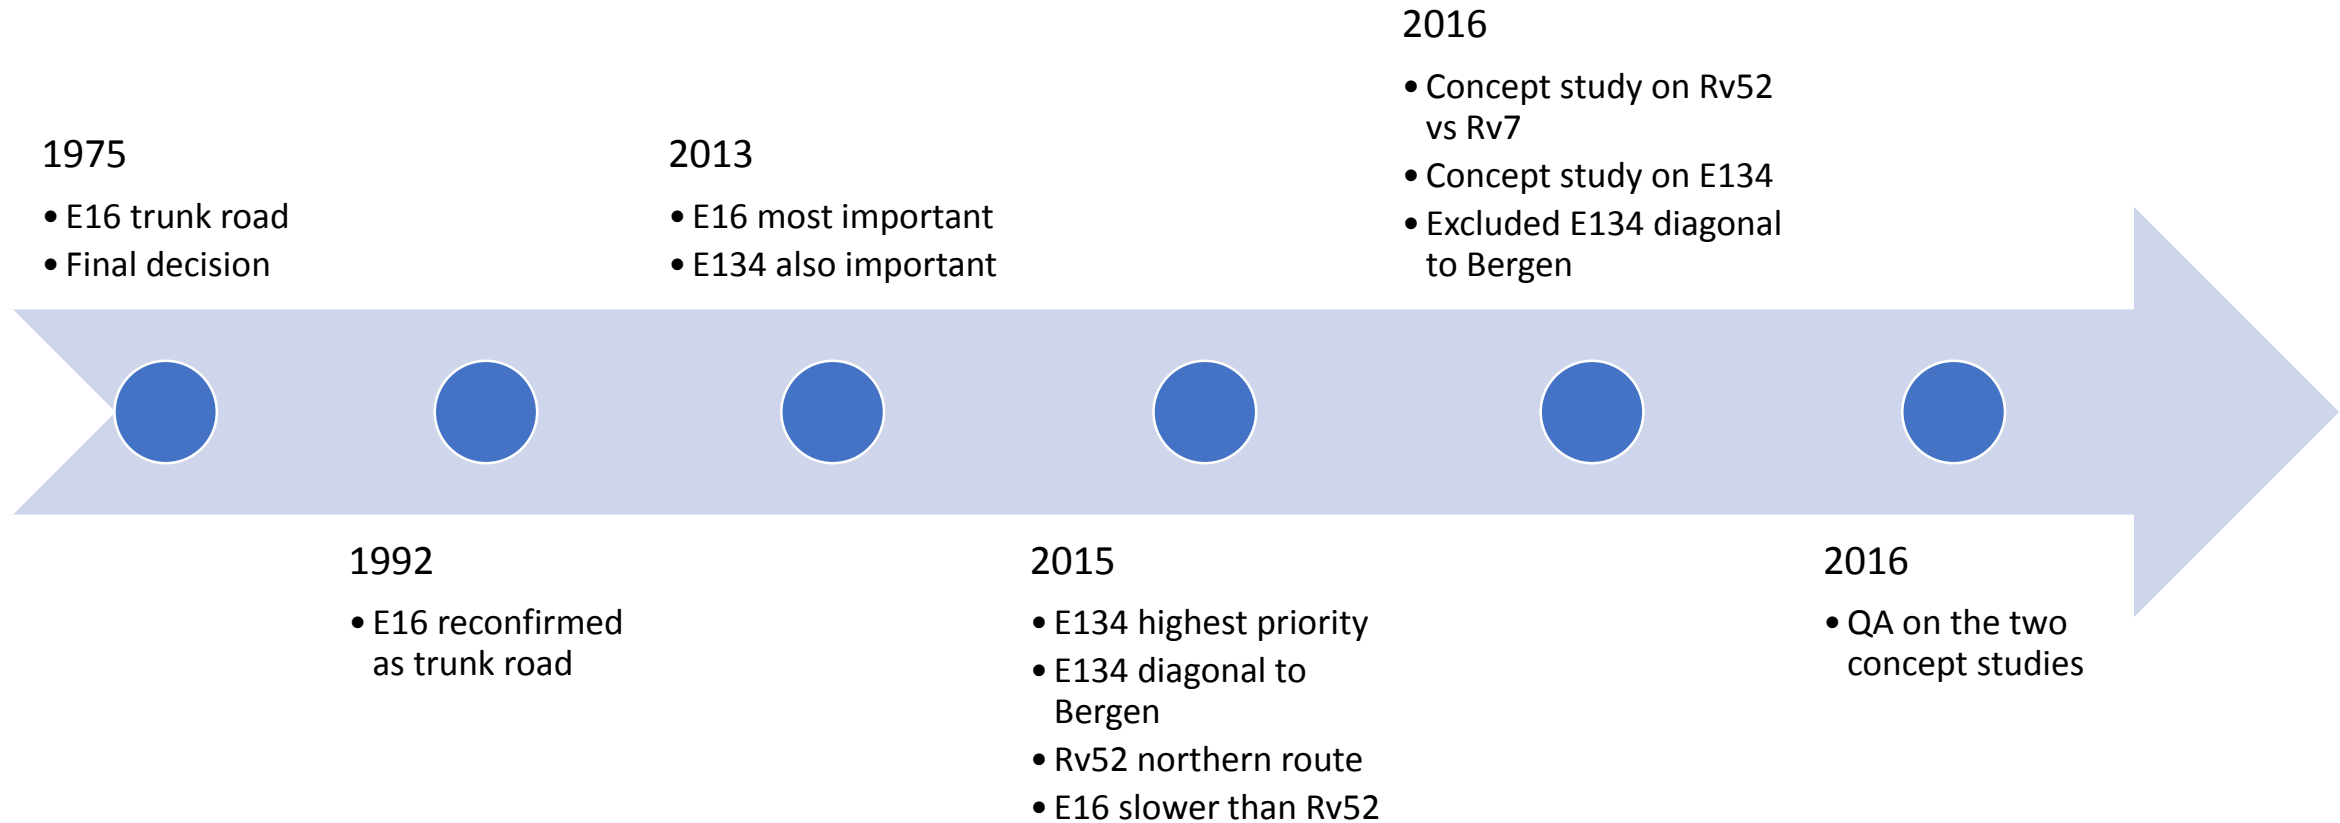 1975
• E16 trunk road
• Final decision
1992
• E16 reconfirmed
as trunk road
2013
• E16 most important
• E134 also important
2015
• E134 highest priority
• E134 diagonal to
Bergen
• Rv52 northern route
• E16 slower than Rv52
2016
• Concept study on Rv52
vs Rv7
• Concept study on E134
• Excluded E134 diagonal
to Bergen
2016
• QA on the two
concept studies